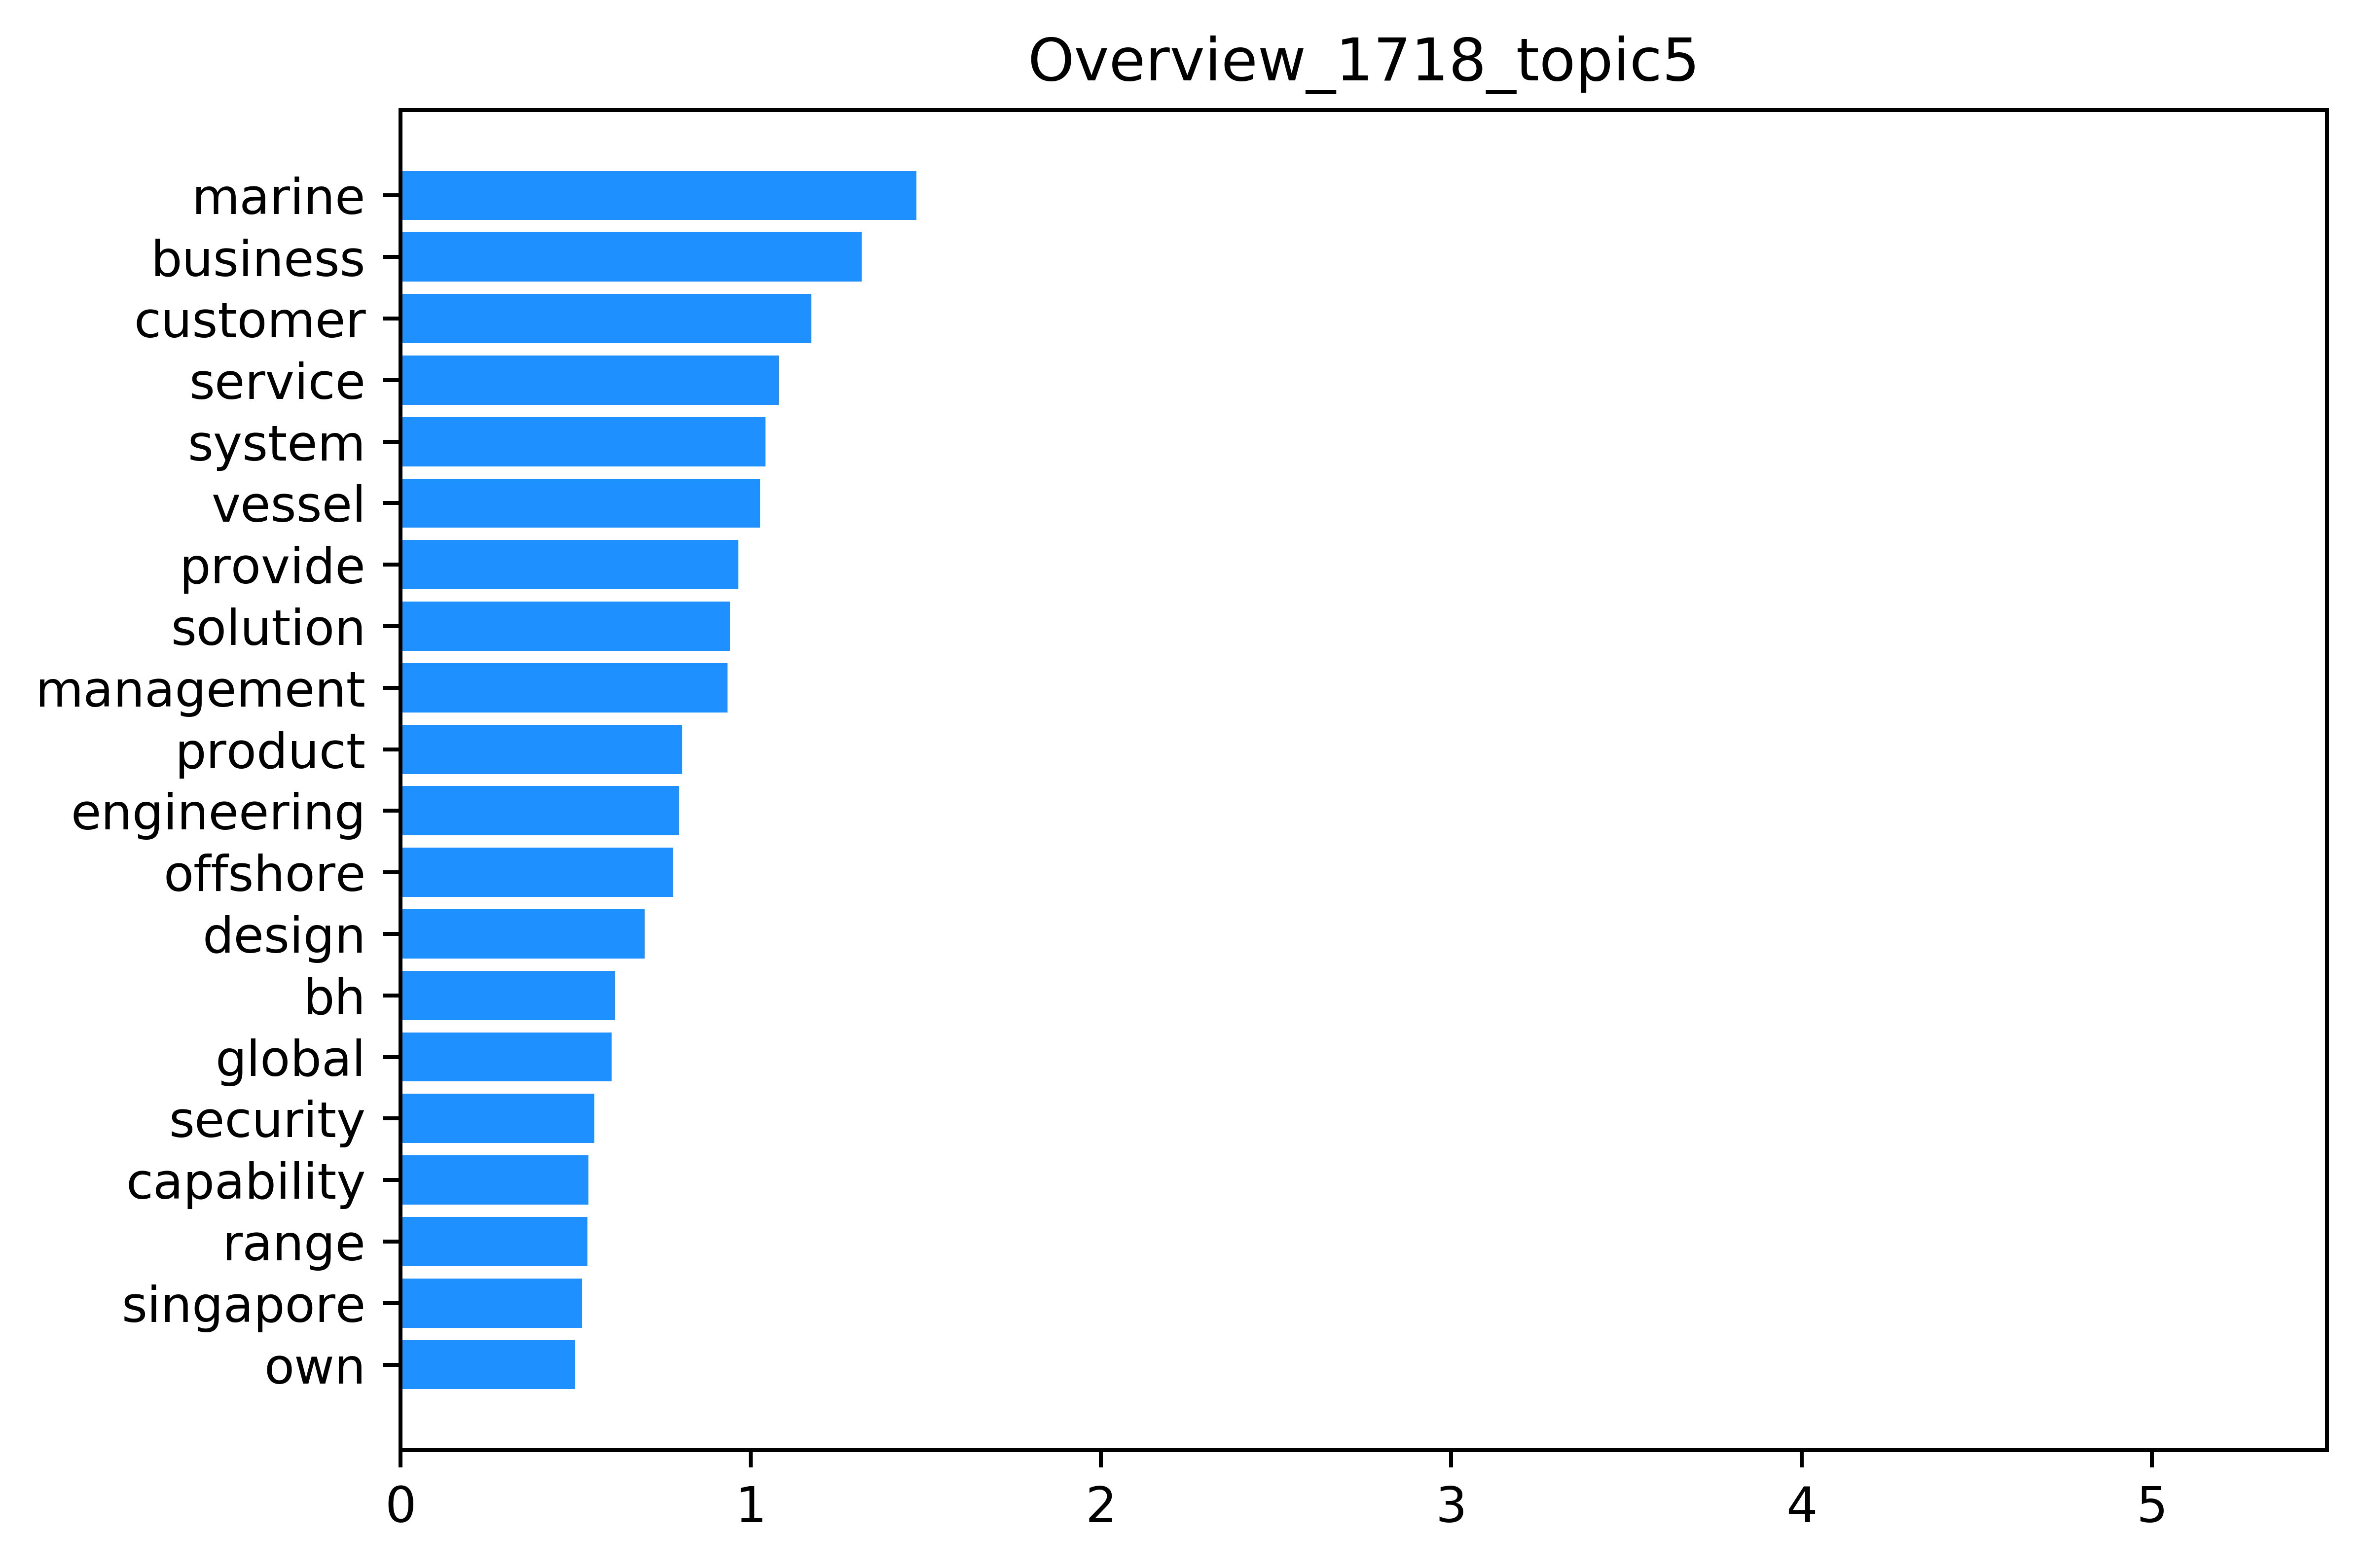 Overview_1718_topic5
marine
business
customer
service
system
vessel
provide
solution
management
product
engineering
offshore
design
bh
global
security
capability
range
singapore
own
0 1 2 3 4 5